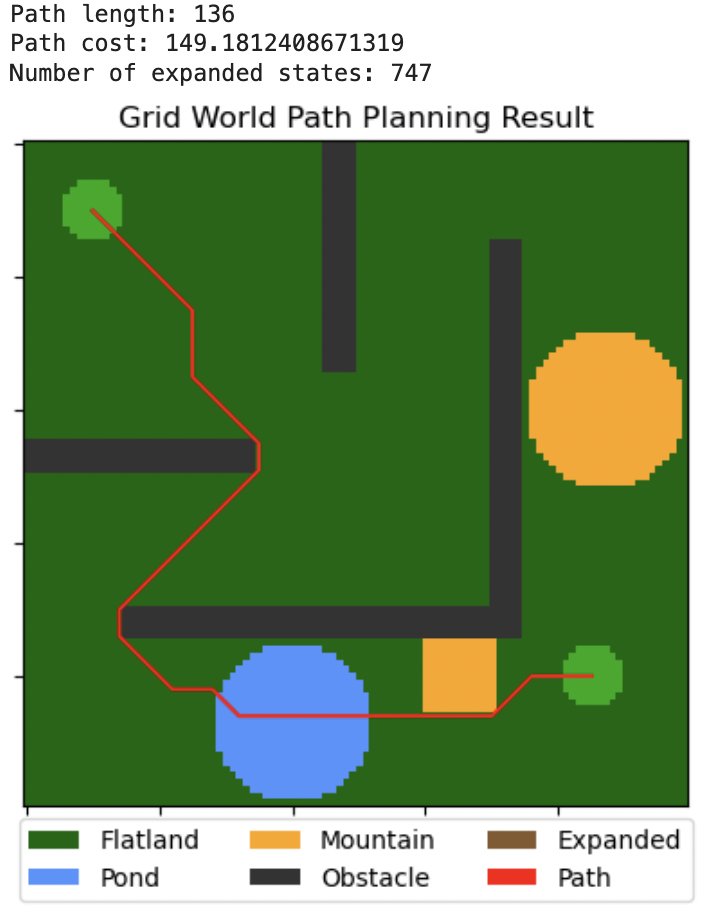 Path length: 136
Path cost: 149.1812408671319
Number of expanded states: 747
Grid World Path Planning Result
Flatland Mountain Expanded
Pond Obstacle Path